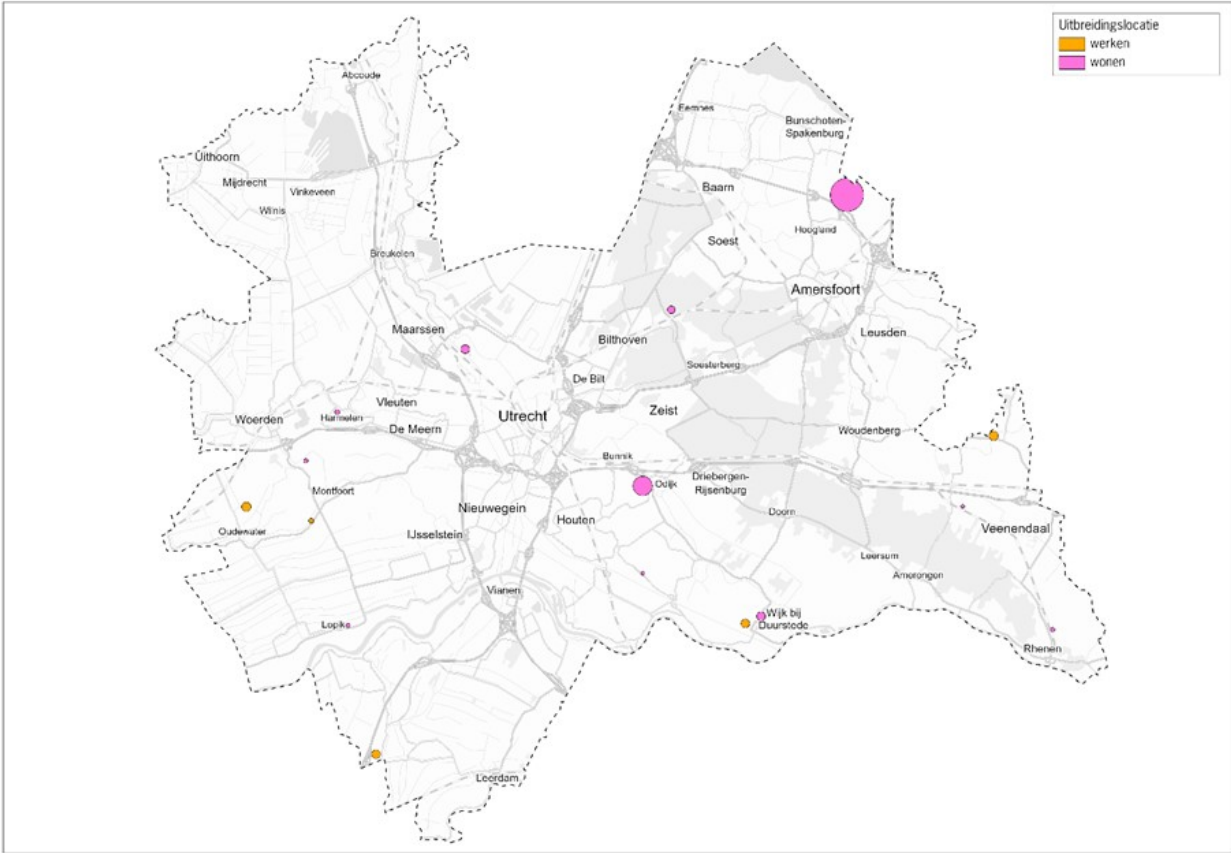 Uitbreidingslocatie
werken
wonen
Abcoude
Eemnes
Bunschoten-
Spakenburg
Uithoorn
Mijdrecht
Vinkeveen
Wilnis
Baarn
Hoogland
Soest
Breukelen
Amersfoort
Maarssen
Bilthoven
Leusden
Soesterberg
De Bilt
Vleuten
Woerden
Harmelen
Utrecht
Zeist
De Meern
Woudenberg
Bunnik
Driebergen-
Rijsenburg
Odijk
Montfoort
Nieuwegein
Houten
Doorn
Veenendaal
Oudewater
IJsselstein
Leersum
Amerongen
Vianen
Lopik
Wijk bij
Duurstede
Rhenen
Leerdam